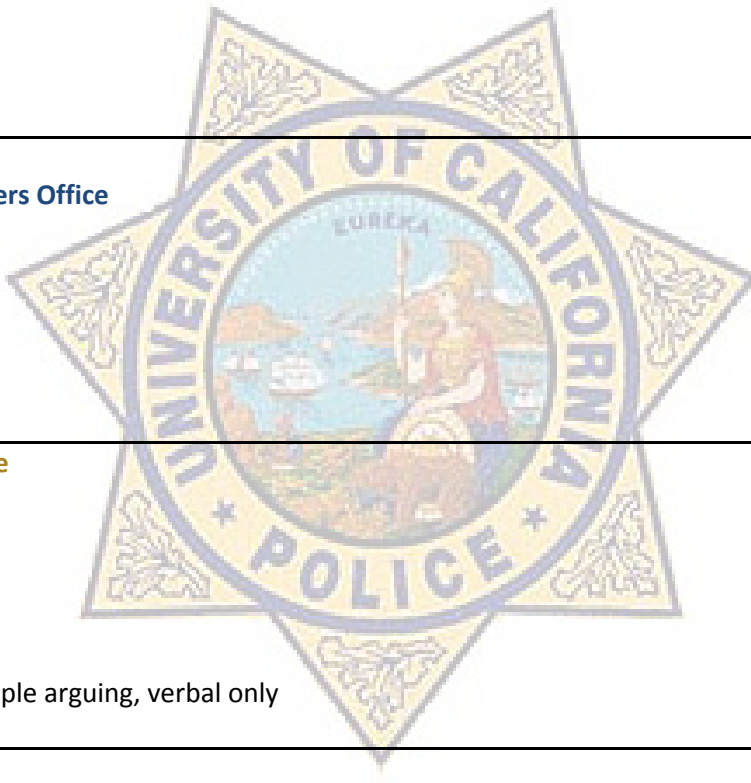 ers Office
UNIVERSITY OF CALIFORNIA
EUREKA
e
POLICE
ple arguing, verbal only